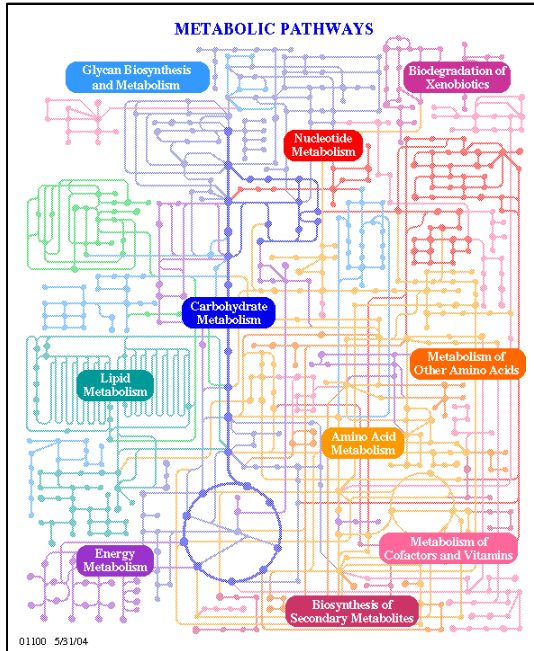 METABOLIC PATHWAYS
Glycan Biosynthesis
and Metabolism
Biodegradation of
Xenobiotics
Nucleotide
Metabolism
Carbohydrate
Metabolism
Lipid
Metabolism
Metabolism of
Other Amino Acids
Amino Acid
Metabolism
Energy
Metabolism
Metabolism of
Cofactors and Vitamins
Biosynthesis of
Secondary Metabolites
01100 5/31/04